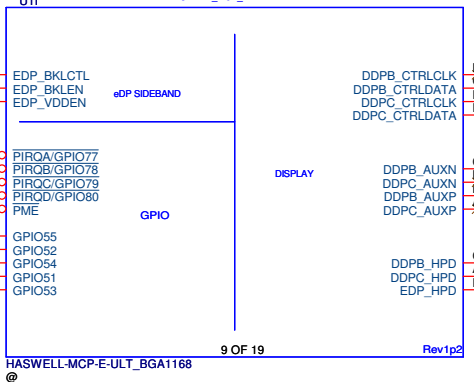 EDP_BKLCTL
EDP_BKLEN
EDP_VDDEN
eDP SIDEBAND
DDPB_CTRLCLK
DDPB_CTRLDATA
DDPC_CTRLCLK
DDPC_CTRLDATA
PIRQA/GPIO77
PIRQB/GPIO78
PIRQC/GPIO79
PIRQD/GPIO80
PME
GPIO
DISPLAY
DDPB_AUXN
DDPC_AUXN
DDPB_AUXP
DDPC_AUXP
GPIO55
GPIO52
GPIO54
GPIO51
GPIO53
DDPB_HPD
DDPC_HPD
EDP_HPD
9 OF 19
Rev1p2
HASWELL-MCP-E-ULT_BGA1168
@